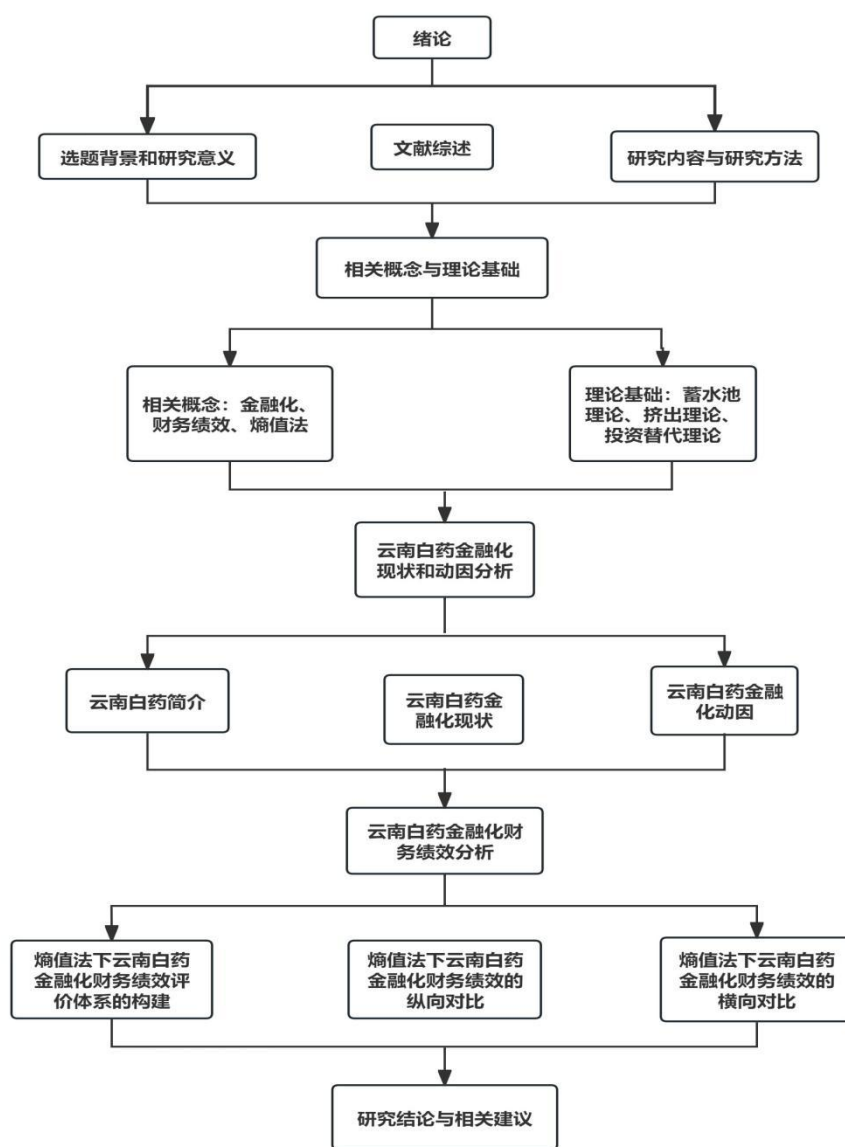 绪论
选题背景和研究意义
文献综述
研究内容与研究方法
相关概念与理论基础
相关概念：金融化、
财务绩效、熵值法
理论基础：蓄水池
理论、挤出理论、
投资替代理论
云南白药金融化
现状和动因分析
云南白药简介
云南白药金
融化现状
云南白药金融
化动因
云南白药金融化财
务绩效分析
熵值法下云南白药
金融化财务绩效评
价体系的构建
熵值法下云南白药
金融化财务绩效的
纵向对比
熵值法下云南白药
金融化财务绩效的
横向对比
研究结论与相关建议